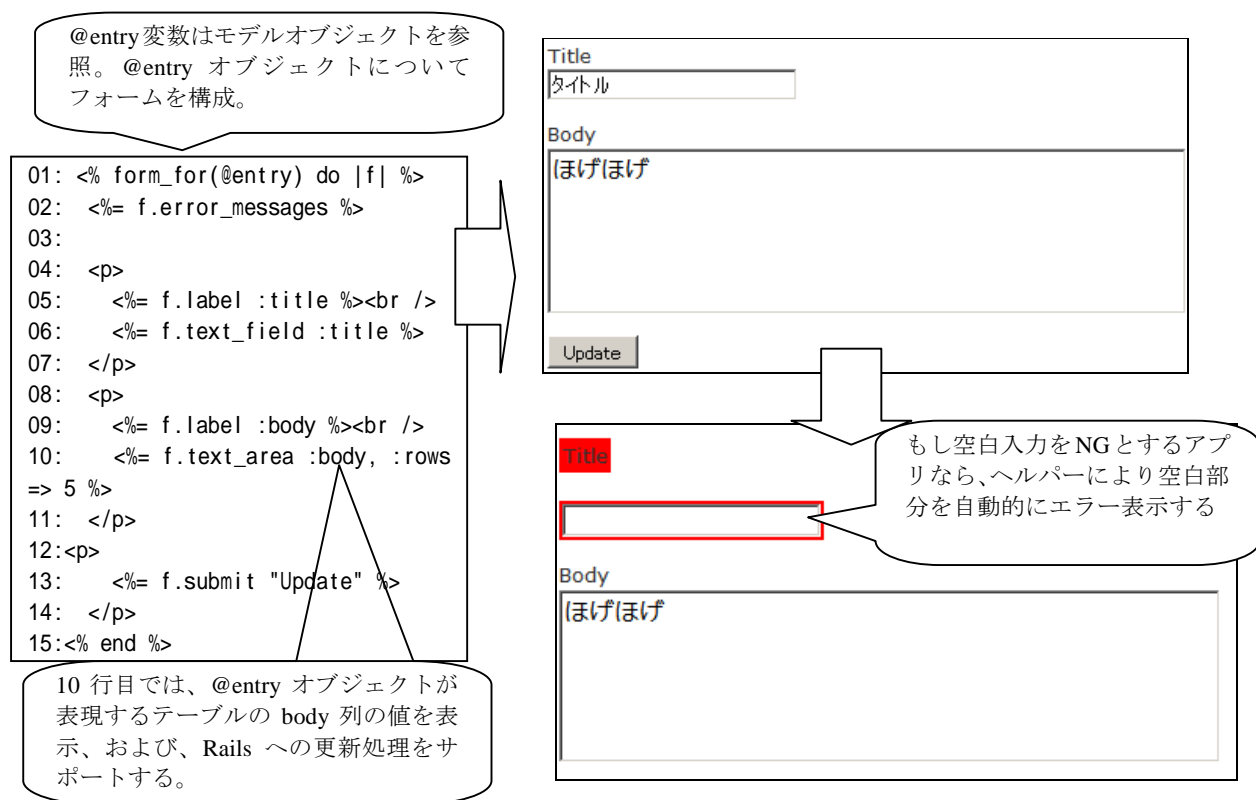 @entry変数はモデルオブジェクトを参
照。@entry オブジェクトについて
フォームを構成。
01: <% form_for(@entry) do |f| %>
02:  <%= f.error_messages %>
03:
04:  <p>
05:    <%= f.label :title %><br />
06:    <%= f.text_field :title %>
07:  </p>
08:  <p>
09:    <%= f.label :body %><br />
10:    <%= f.text_area :body, :rows
=> 5 %>
11:  </p>
12:<p>
13:    <%= f.submit "Update" %>
14:  </p>
15:<% end %>
10 行目では、@entry オブジェクトが
表現するテーブルの body 列の値を表
示、および、Rails への更新処理をサ
ポートする。
Title
タイトル
Body
ほげほげ
Update
もし空白入力をNGとするアプ
リなら、ヘルパーにより空白部
分を自動的にエラー表示する
Title
Body
ほげほげ